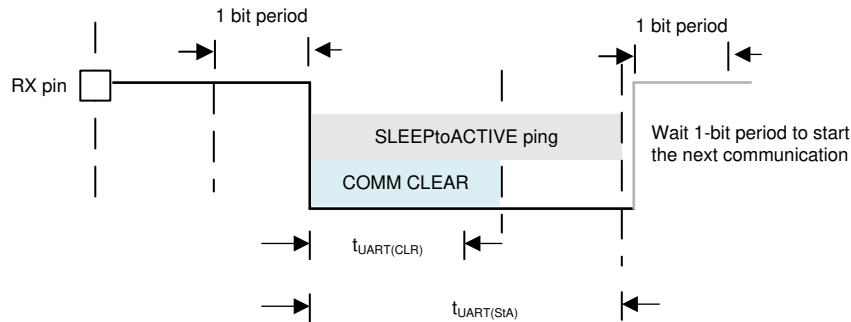 1 bit period
1 bit period
RX pin
SLEEPtoACTIVE ping
Wait 1-bit period to start
the next communication
COMM CLEAR
tUART(CLR)
tUART(StA)